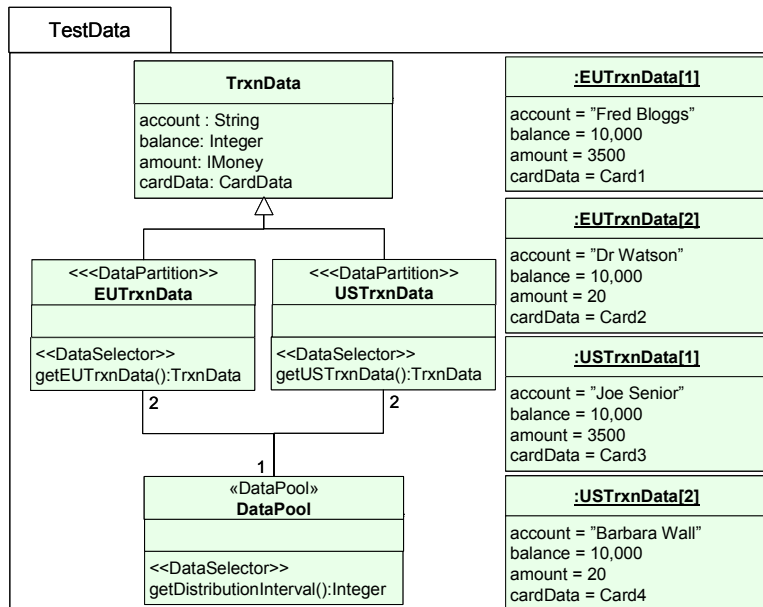 TestData
TrxnData
account : String
balance: Integer
amount: IMoney
cardData: CardData
<<<DataPartition>>
EUTrxnData
<<DataSelector>>
getEUTrxnData():TrxnData
2
<<<DataPartition>>
USTrxnData
<<DataSelector>>
getUSTrxnData():TrxnData
2
1
«DataPool»
DataPool
<<DataSelector>>
getDistributionInterval():Integer
:EUTrxnData[1]
account = ”Fred Bloggs”
balance = 10,000
amount = 3500
cardData = Card1
:EUTrxnData[2]
account = ”Dr Watson”
balance = 10,000
amount = 20
cardData = Card2
:USTrxnData[1]
account = ”Joe Senior”
balance = 10,000
amount = 3500
cardData = Card3
:USTrxnData[2]
account = ”Barbara Wall”
balance = 10,000
amount = 20
cardData = Card4